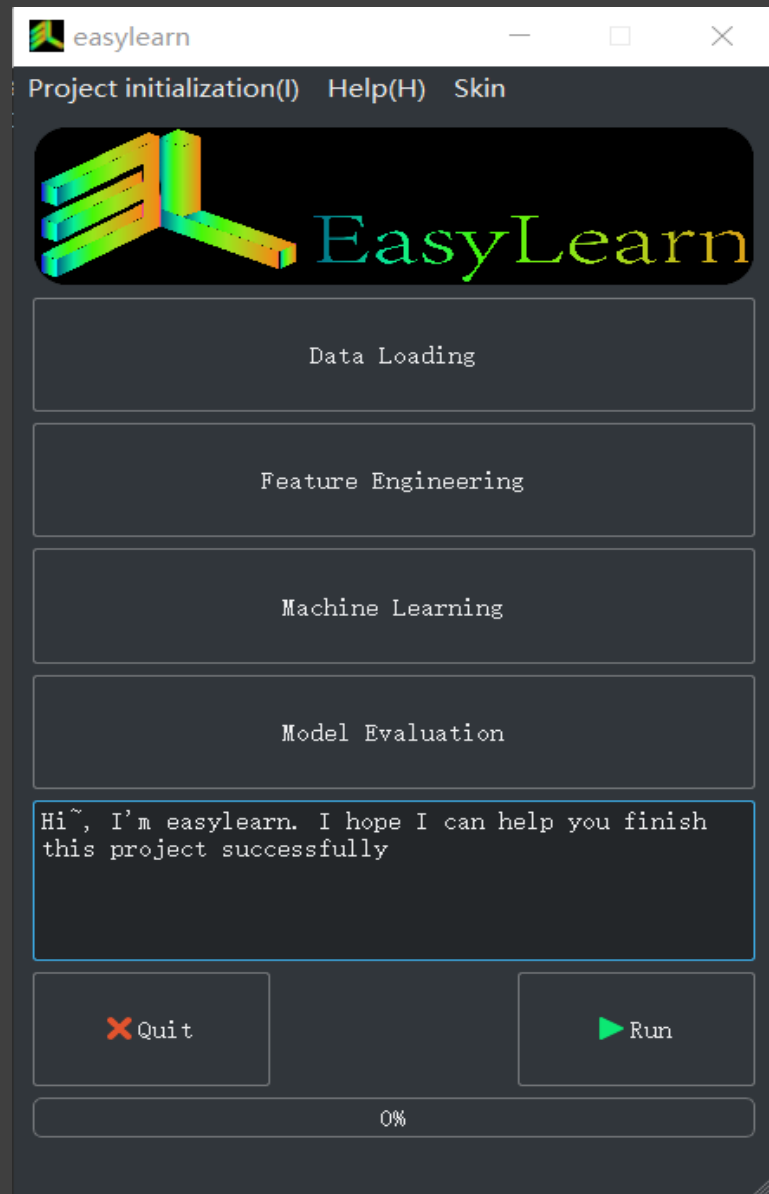 easylearn
Project initialization(I) Help(H) Skin
EasyLearn
Data Loading
Feature Engineering
Machine Learning
Model Evaluation
Hi~, I'm easylearn. I hope I can help you finish
this project successfully
Quit Run
0%